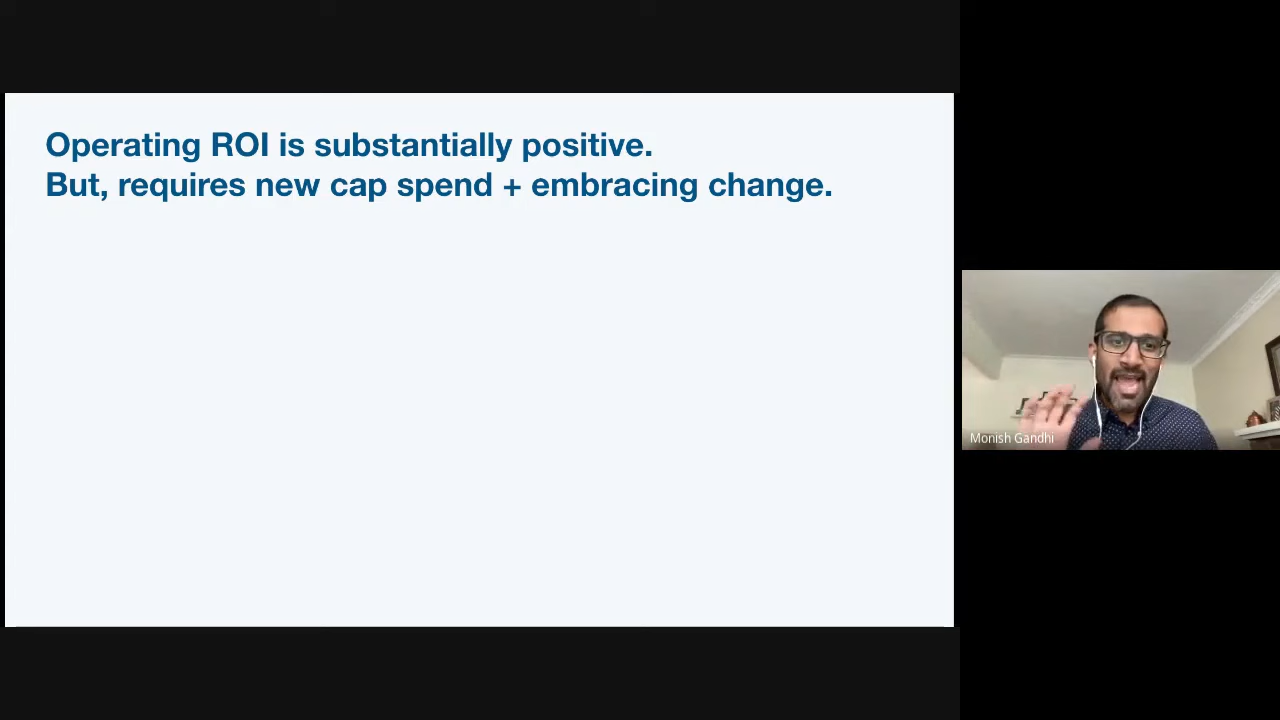 Operating ROI is substantially positive.
But, requires new cap spend + embracing change.
Monish Gandhi